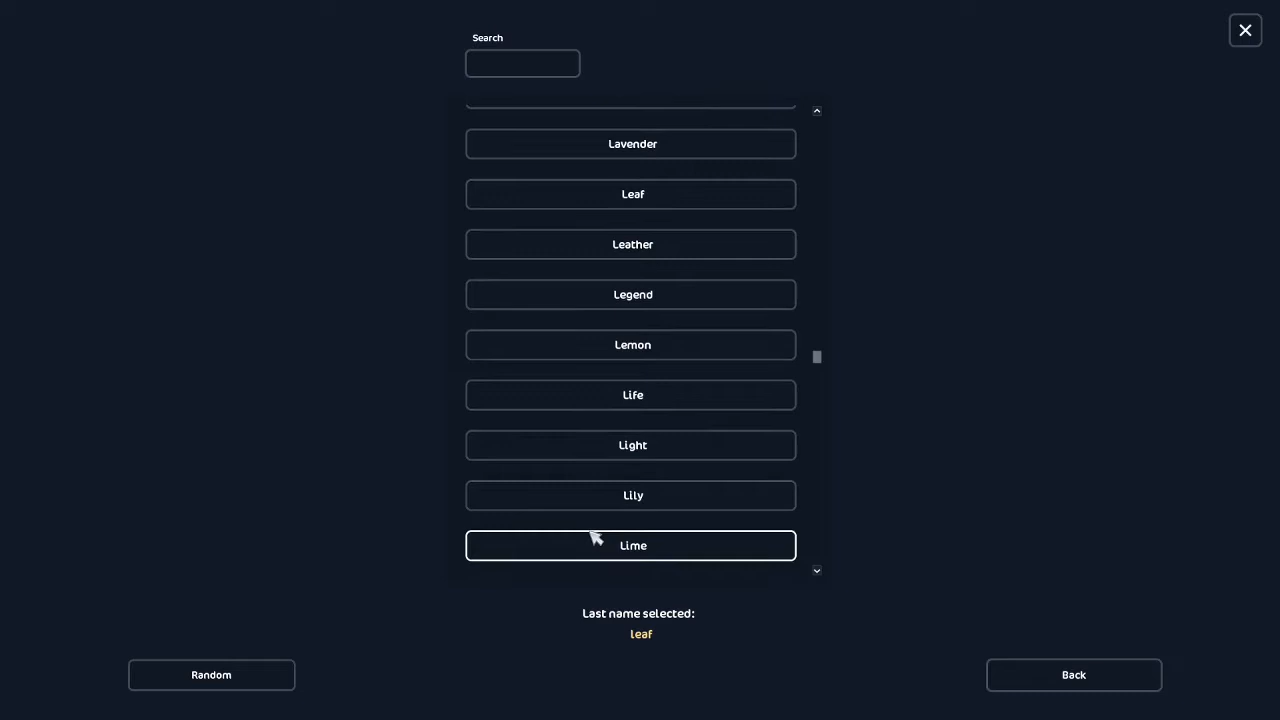 Search
Lavender
Leaf
Leather
Legend
Lemon
Life
Light
Lily
Lime
Last name selected:
leaf
Random
Back